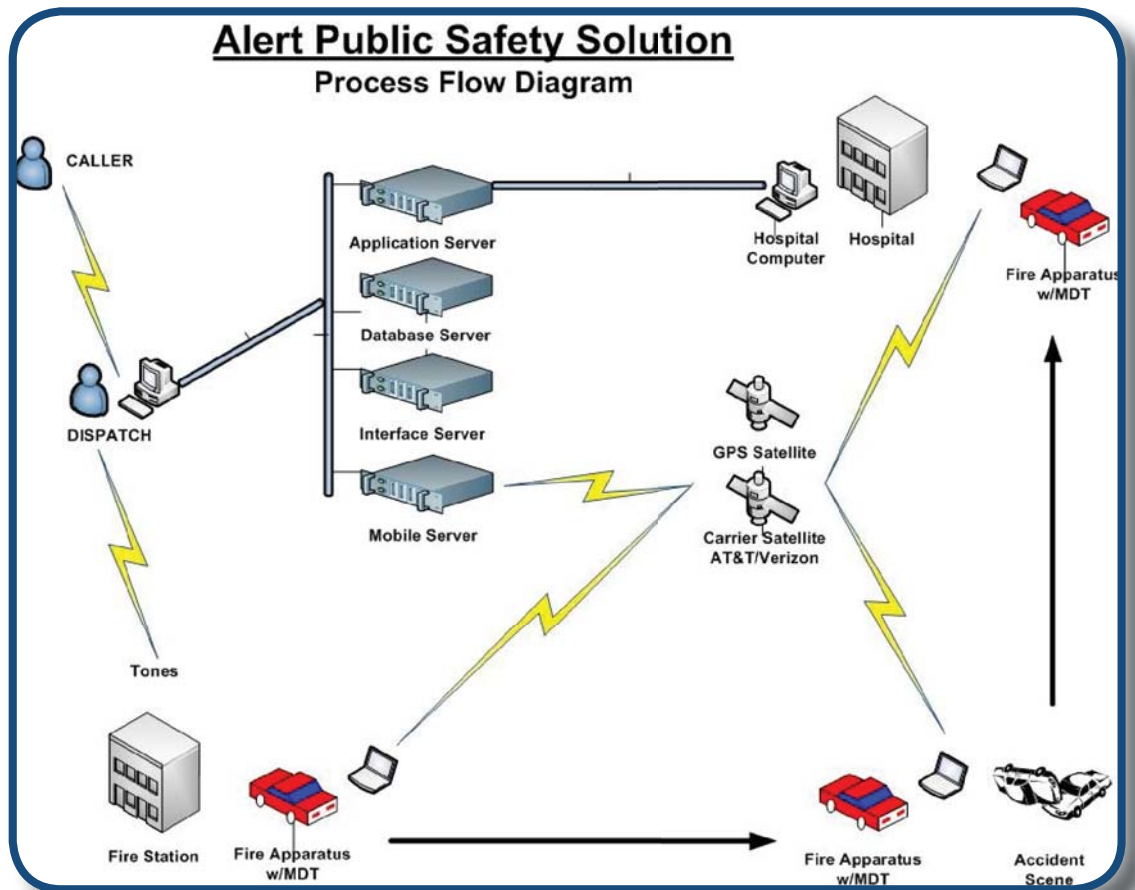 Alert Public Safety Solution
Process Flow Diagram
CALLER
Application Server
Hospital
Computer
Hospital
Fire Apparatus
w/MDT
Database Server
DISPATCH
Interface Server
GPS Satellite
Mobile Server
Carrier Satellite
AT&T/Verizon
Tones
Fire Station
Fire Apparatus
w/MDT
Fire Apparatus
w/MDT
Accident
Scene